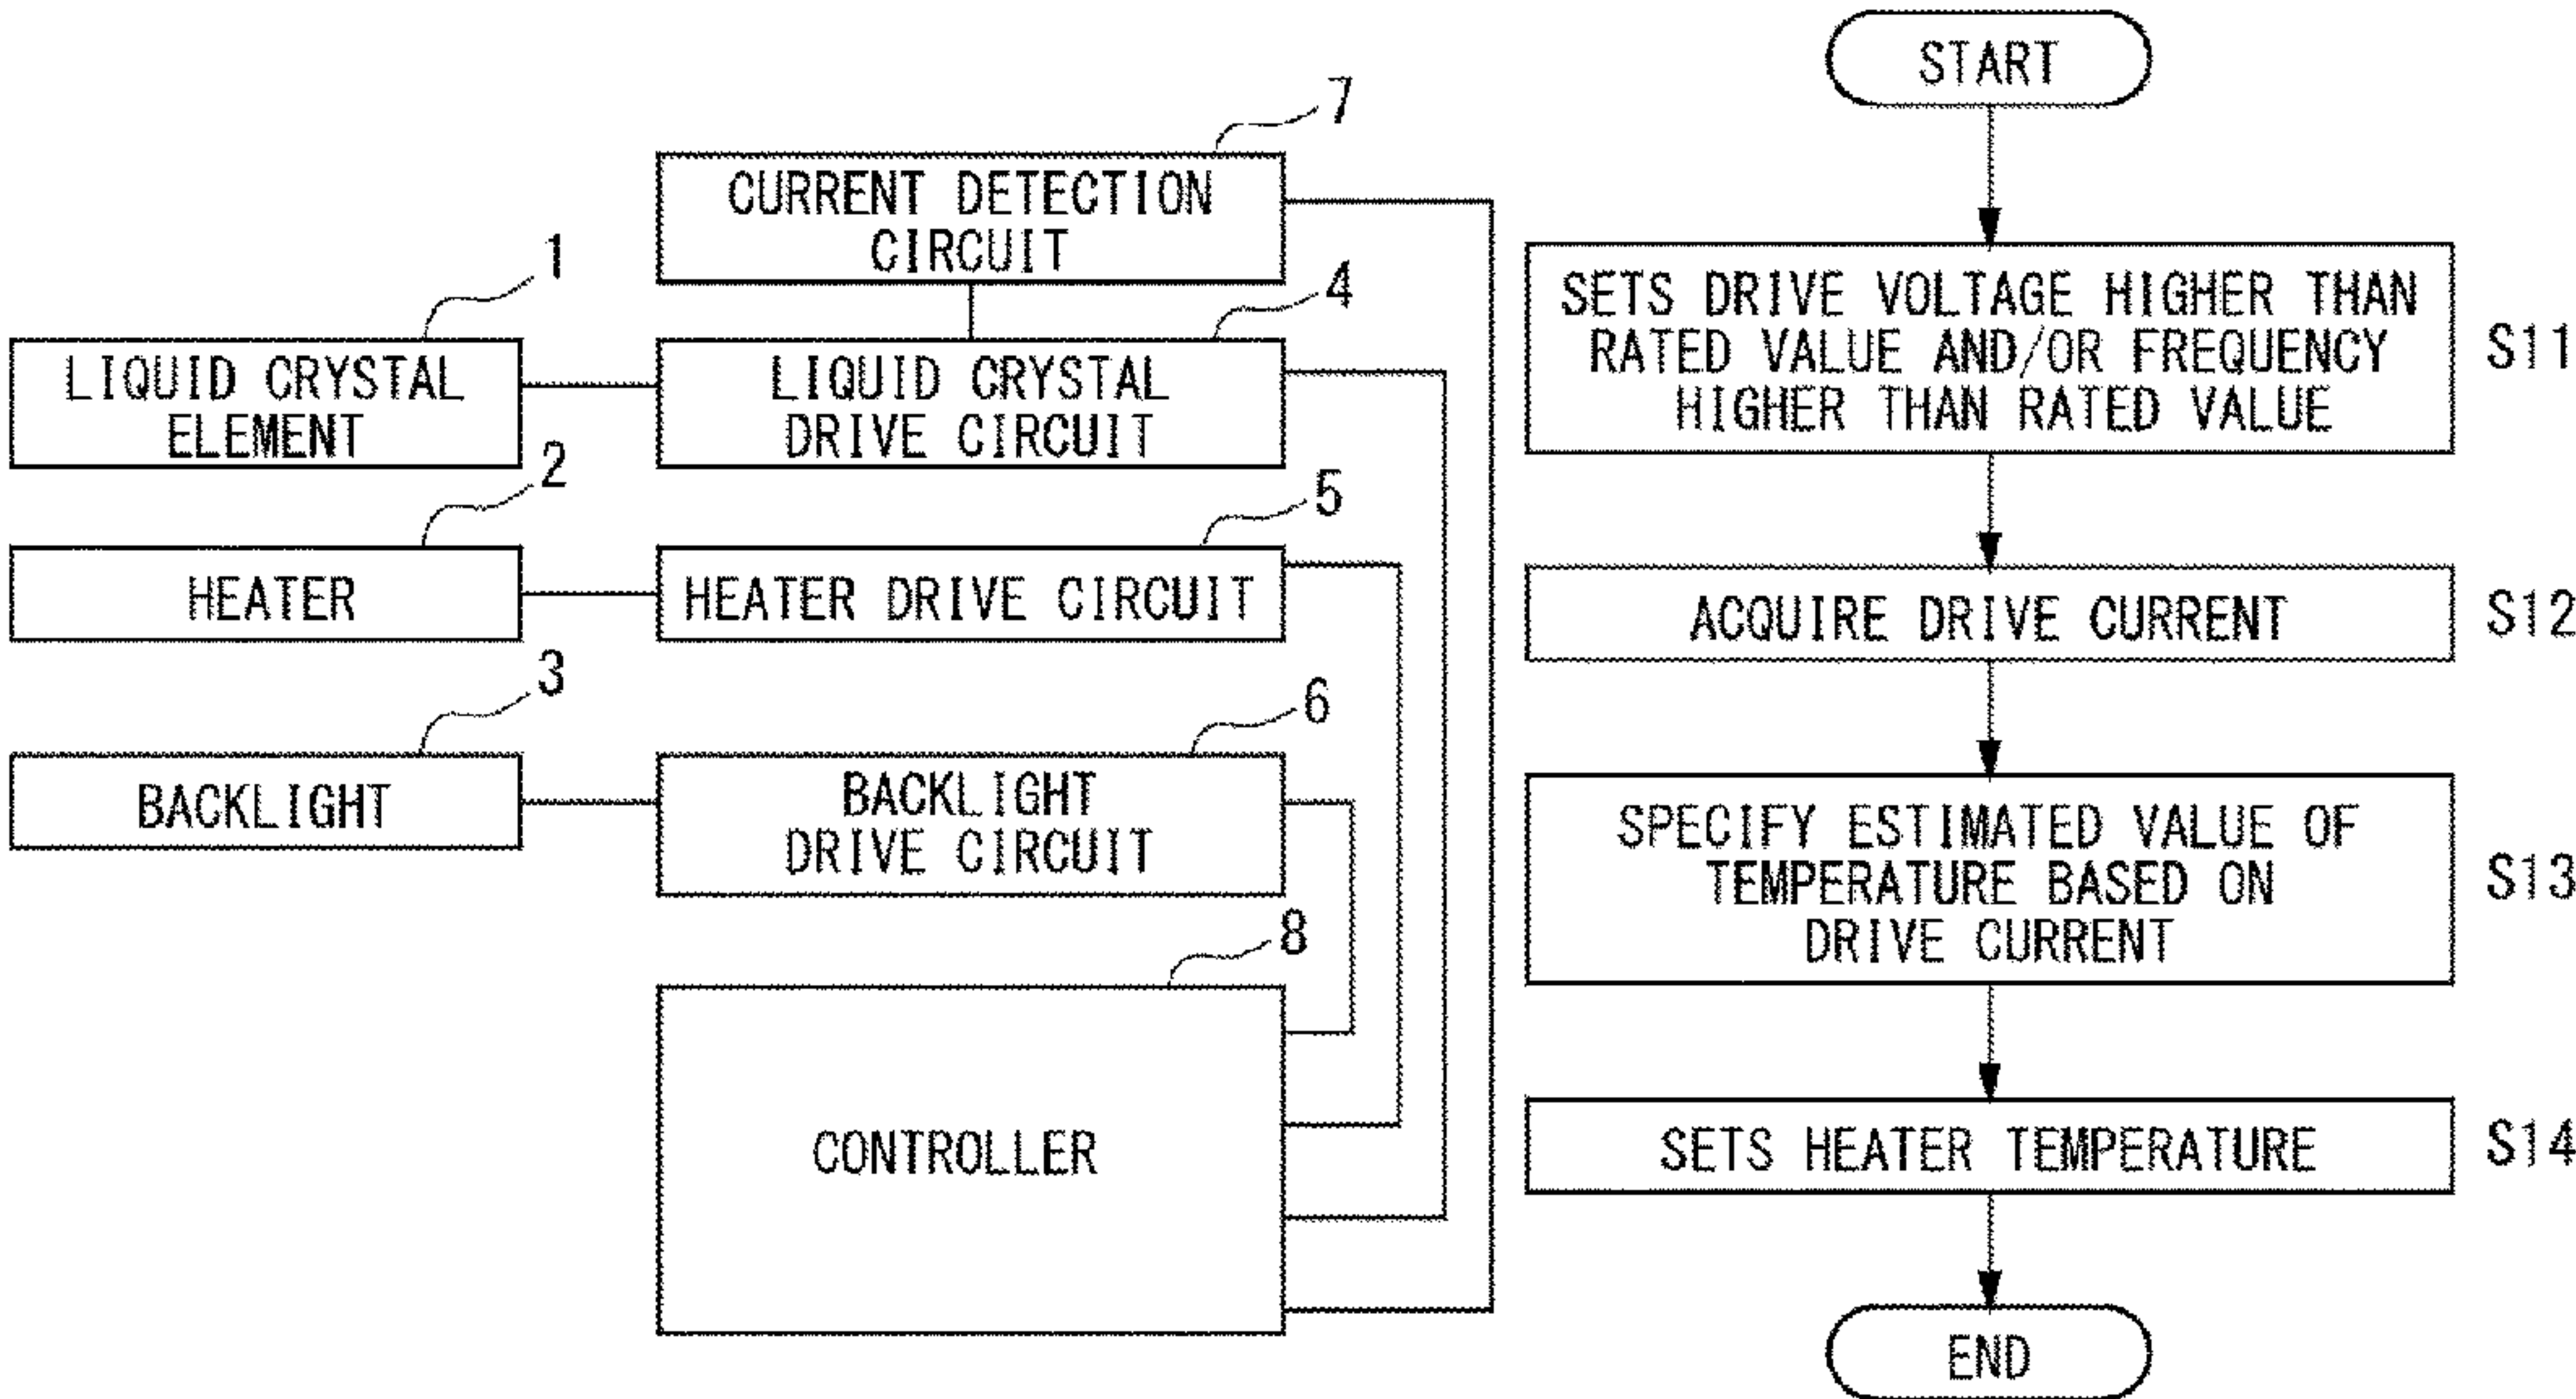 7
CURRENT DETECTION
CIRCUIT
1
LIQUID CRYSTAL
ELEMENT
4
LIQUID CRYSTAL
DRIVE CIRCUIT
2
HEATER
5
HEATER DRIVE CIRCUIT
3
BACKLIGHT
6
BACKLIGHT
DRIVE CIRCUIT
8
CONTROLLER
START
SETS DRIVE VOLTAGE HIGHER THAN
RATED VALUE AND/OR FREQUENCY
HIGHER THAN RATED VALUE
S11
ACQUIRE DRIVE CURRENT
S12
SPECIFY ESTIMATED VALUE OF
TEMPERATURE BASED ON
DRIVE CURRENT
S13
SETS HEATER TEMPERATURE
S14
END